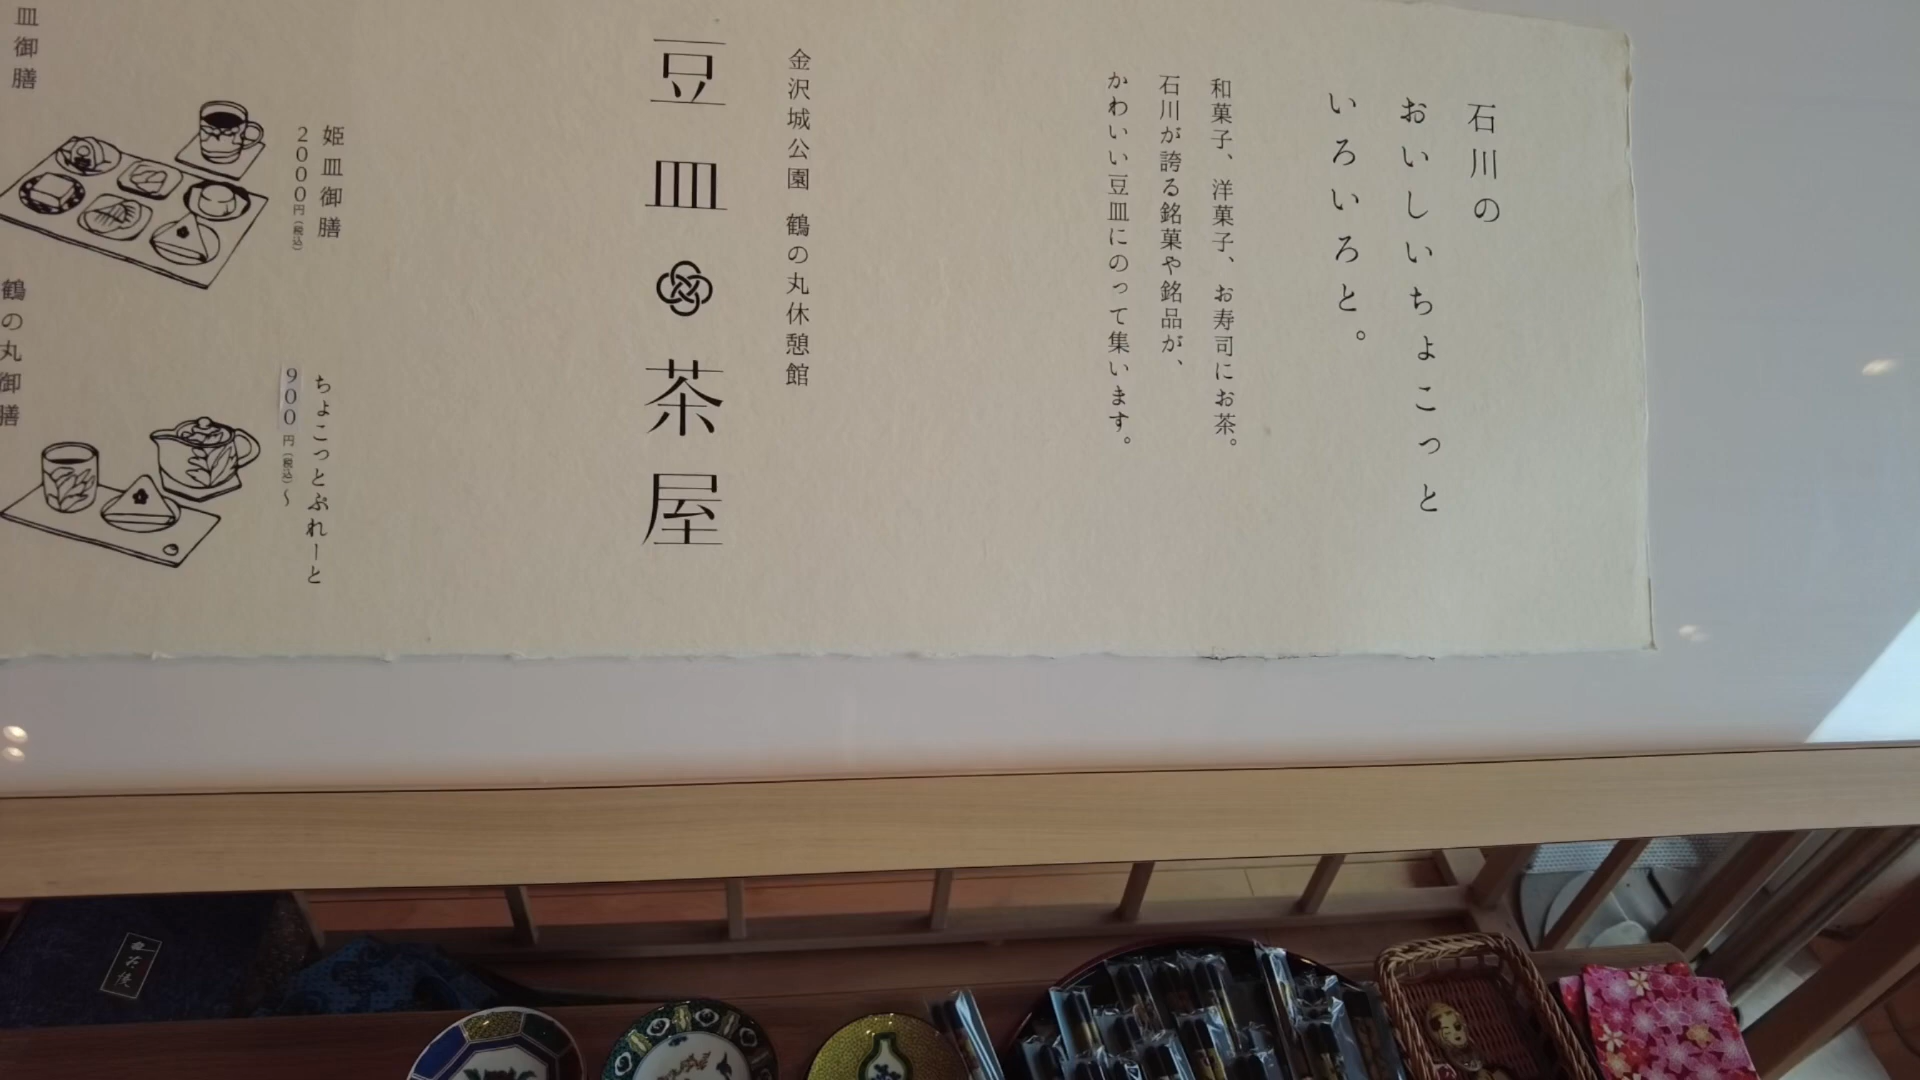 石川の
おいしいちょこっと
いろいろと。
和菓子、洋菓子、お寿司にお茶。
石川が誇る銘菓や銘品が、
かわいい豆皿にのって集います。
金沢城公園 鶴の丸休憩館
豆皿茶屋
姫皿御膳
2000円(税込)
ちょこっとぷれーと
900円(税込)~
皿御膳
鶴の丸御膳